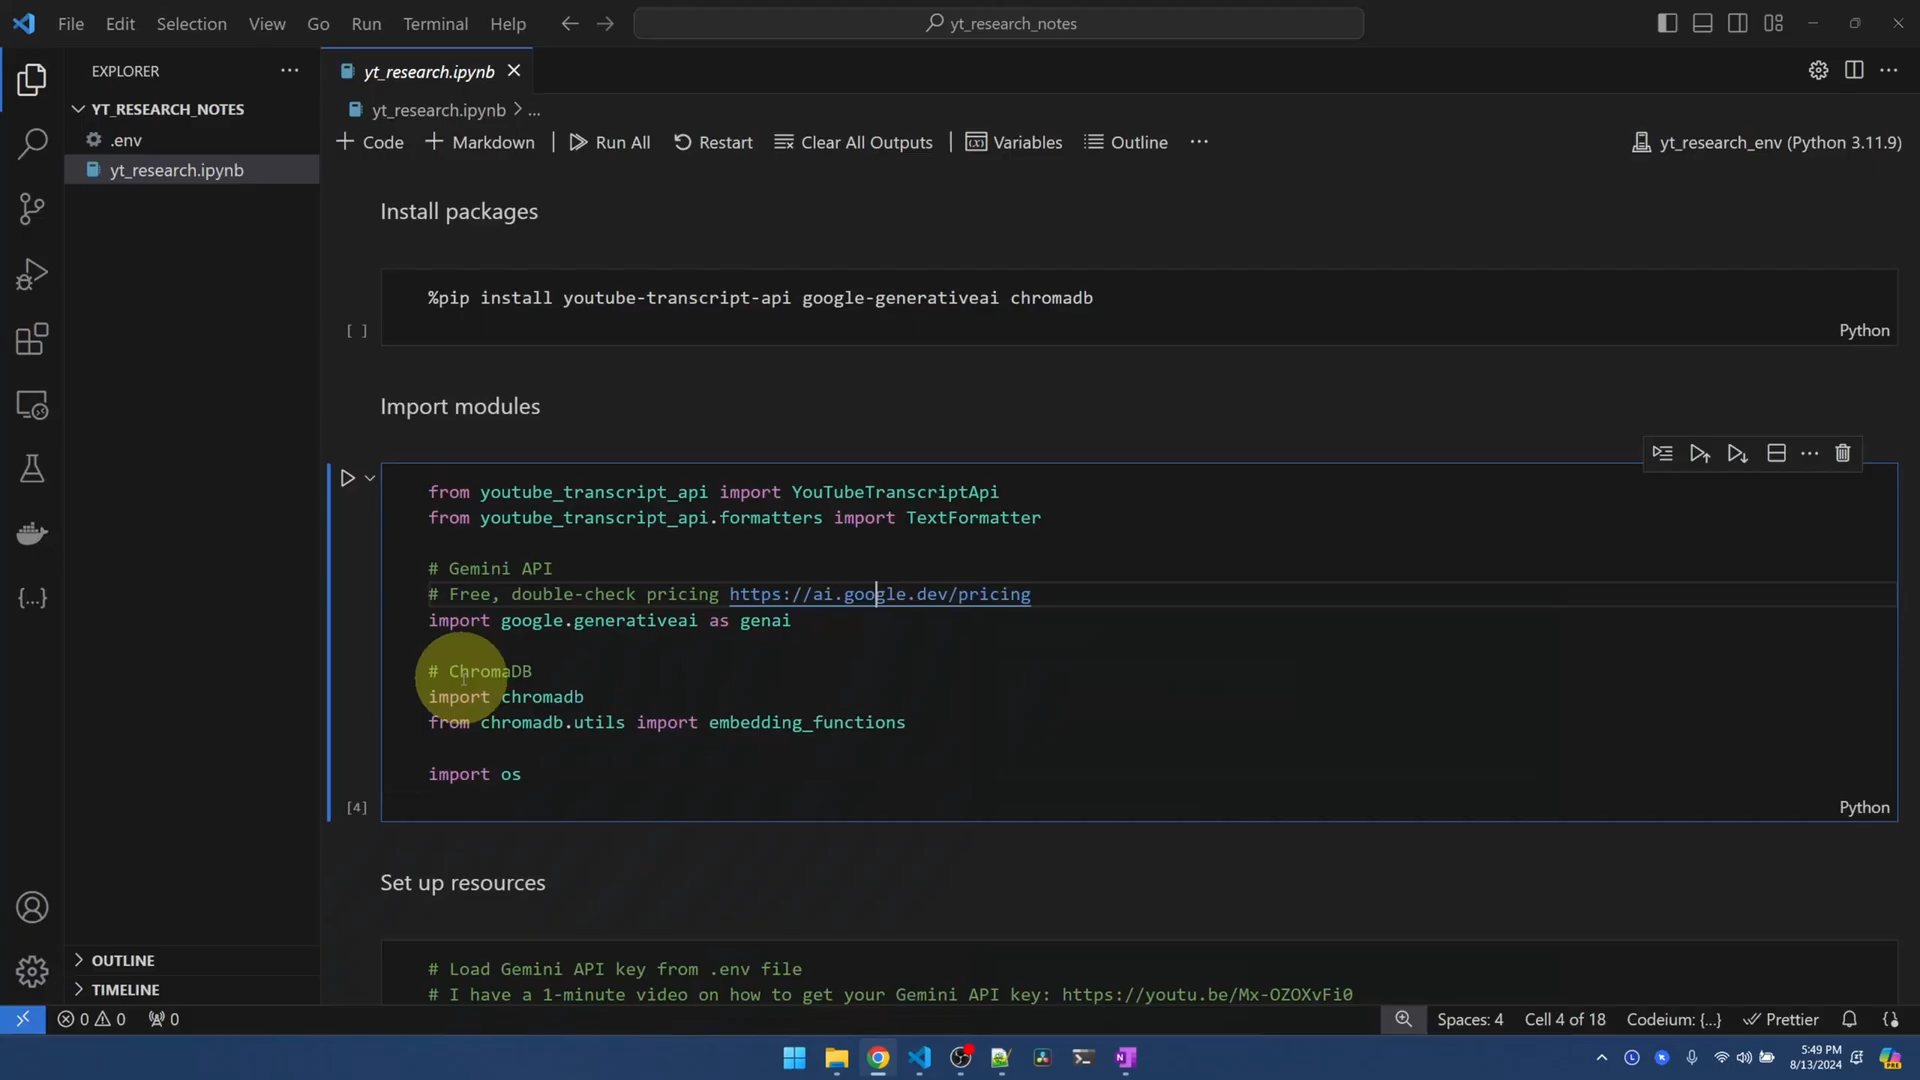 File Edit Selection View Go Run Terminal Help
yt_research_notes
EXPLORER
YT_RESEARCH_NOTES
.env
yt_research.ipynb
OUTLINE
TIMELINE
yt_research.ipynb
yt_research.ipynb > ...
Code Markdown Run All Restart Clear All Outputs Variables Outline
yt_research_env (Python 3.11.9)
Install packages
%pip install youtube-transcript-api google-generativeai chromadb
[ ]
Python
Import modules
from youtube_transcript_api import YouTubeTranscriptApi
from youtube_transcript_api.formatters import TextFormatter
# Gemini API
# Free, double-check pricing https://ai.google.dev/pricing
import google.generativeai as genai
# ChromaDB
import chromadb
from chromadb.utils import embedding_functions
import os
[4]
Python
Set up resources
# Load Gemini API key from .env file
# I have a 1-minute video on how to get your Gemini API key: https://youtu.be/Mx-OZOXvFi0
0 0 0
Spaces: 4 Cell 4 of 18 Codeium: {...} Prettier
5:49 PM
8/13/2024